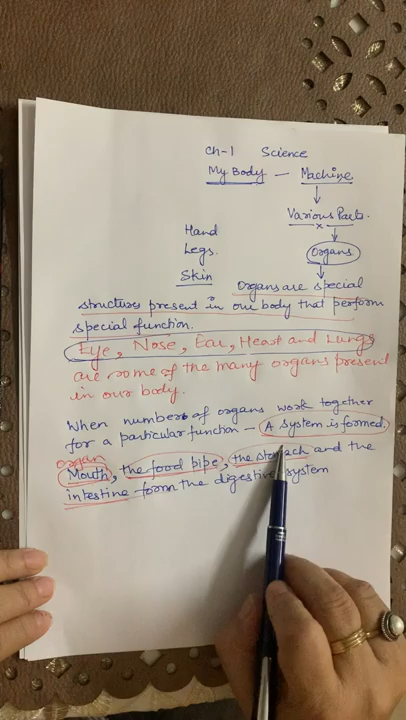 Ch-1 Science
My Body — Machine
Various Parts.
x
Hand
Legs.
Organs
Skin
Organs are special
structures present in our body that perform
special function.
Eye, Nose, Ear, Heart and Lungs
are some of the many organs present
in our body.
When number of organs work together
for a particular function - A system is formed.
organ
Mouth, the food pipe, the stomach and the
intestine form the digestive system